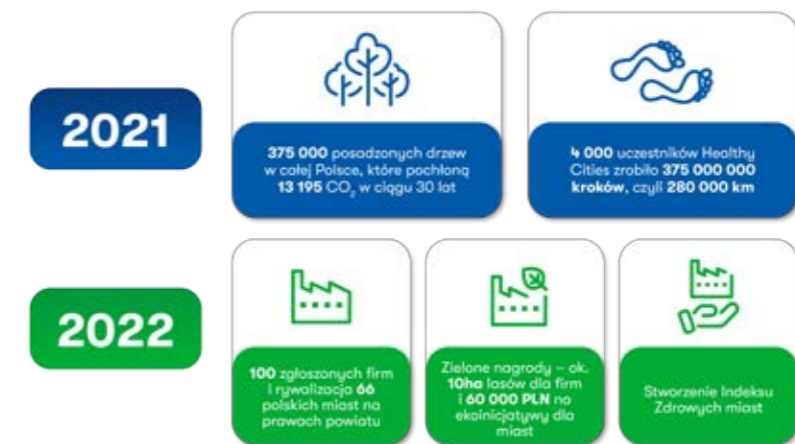 2021
375 000 posadzonych drzew
w całej Polsce, które pochłoną
13 195 CO₂ w ciągu 30 lat
4 000 uczestników Healthy
Cities zrobiło 375 000 000
kroków, czyli 280 000 km
2022
100 zgłoszonych firm
i rywalizacja 66
polskich miast na
prawach powiatu
Zielone nagrody – ok.
10ha lasów dla firm
i 60 000 PLN na
ekoinicjatywy dla
miast
Stworzenie Indeksu
Zdrowych miast